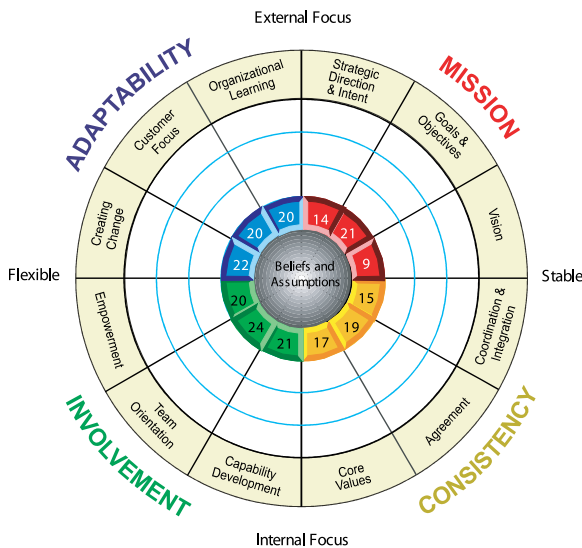 External Focus
ADAPTABILITY
MISSION
Organizational
Learning
Strategic
Direction
& Intent
Customer
Focus
Goals &
Objectives
Creating
Change
Vision
20
14
20
21
22
9
Flexible
Beliefs and
Assumptions
Stable
20
15
24
19
21
17
Empowerment
Coordination &
Integration
Team
Orientation
Agreement
Capability
Development
Core
Values
INVOLVEMENT
CONSISTENCY
Internal Focus